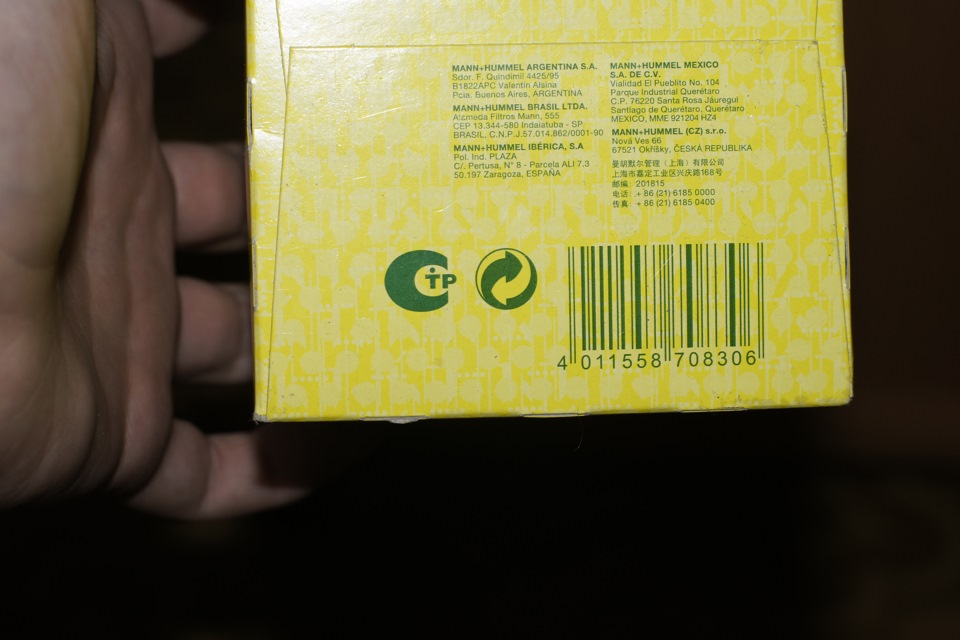 MANN+HUMMEL ARGENTINA S.A.
Sdor. F. Quindimil 4425/95
B1822APC Valentin Alsina
Pcia. Buenos Aires, ARGENTINA
MANN+HUMMEL BRASIL LTDA.
Alameda Filtros Mann, 555
CEP 13.344-580 Indaiatuba - SP
BRASIL, C.N.P.J.57.014.862/0001-90
MANN+HUMMEL IBÉRICA, S.A
Pol. Ind. PLAZA
C/. Pertusa, N° 8 - Parcela ALI 7.3
50.197 Zaragoza, ESPAÑA
MANN+HUMMEL MEXICO
S.A. DE C.V.
Vialidad El Pueblito No. 104
Parque Industrial Querétaro
C.P. 76220 Santa Rosa Jáuregui
Santiago de Querétaro, Querétaro
MEXICO, MME 921204 HZ4
MANN+HUMMEL (CZ) s.r.o.
Nová Ves 66
67521 Okříšky, ČESKÁ REPUBLIKA
曼胡默尔管理（上海）有限公司
上海市嘉定工业区兴庆路168号
邮编: 201815
电话: + 86 (21) 6185 0000
传真: + 86 (21) 6185 0400
CTP
4 011558 708306